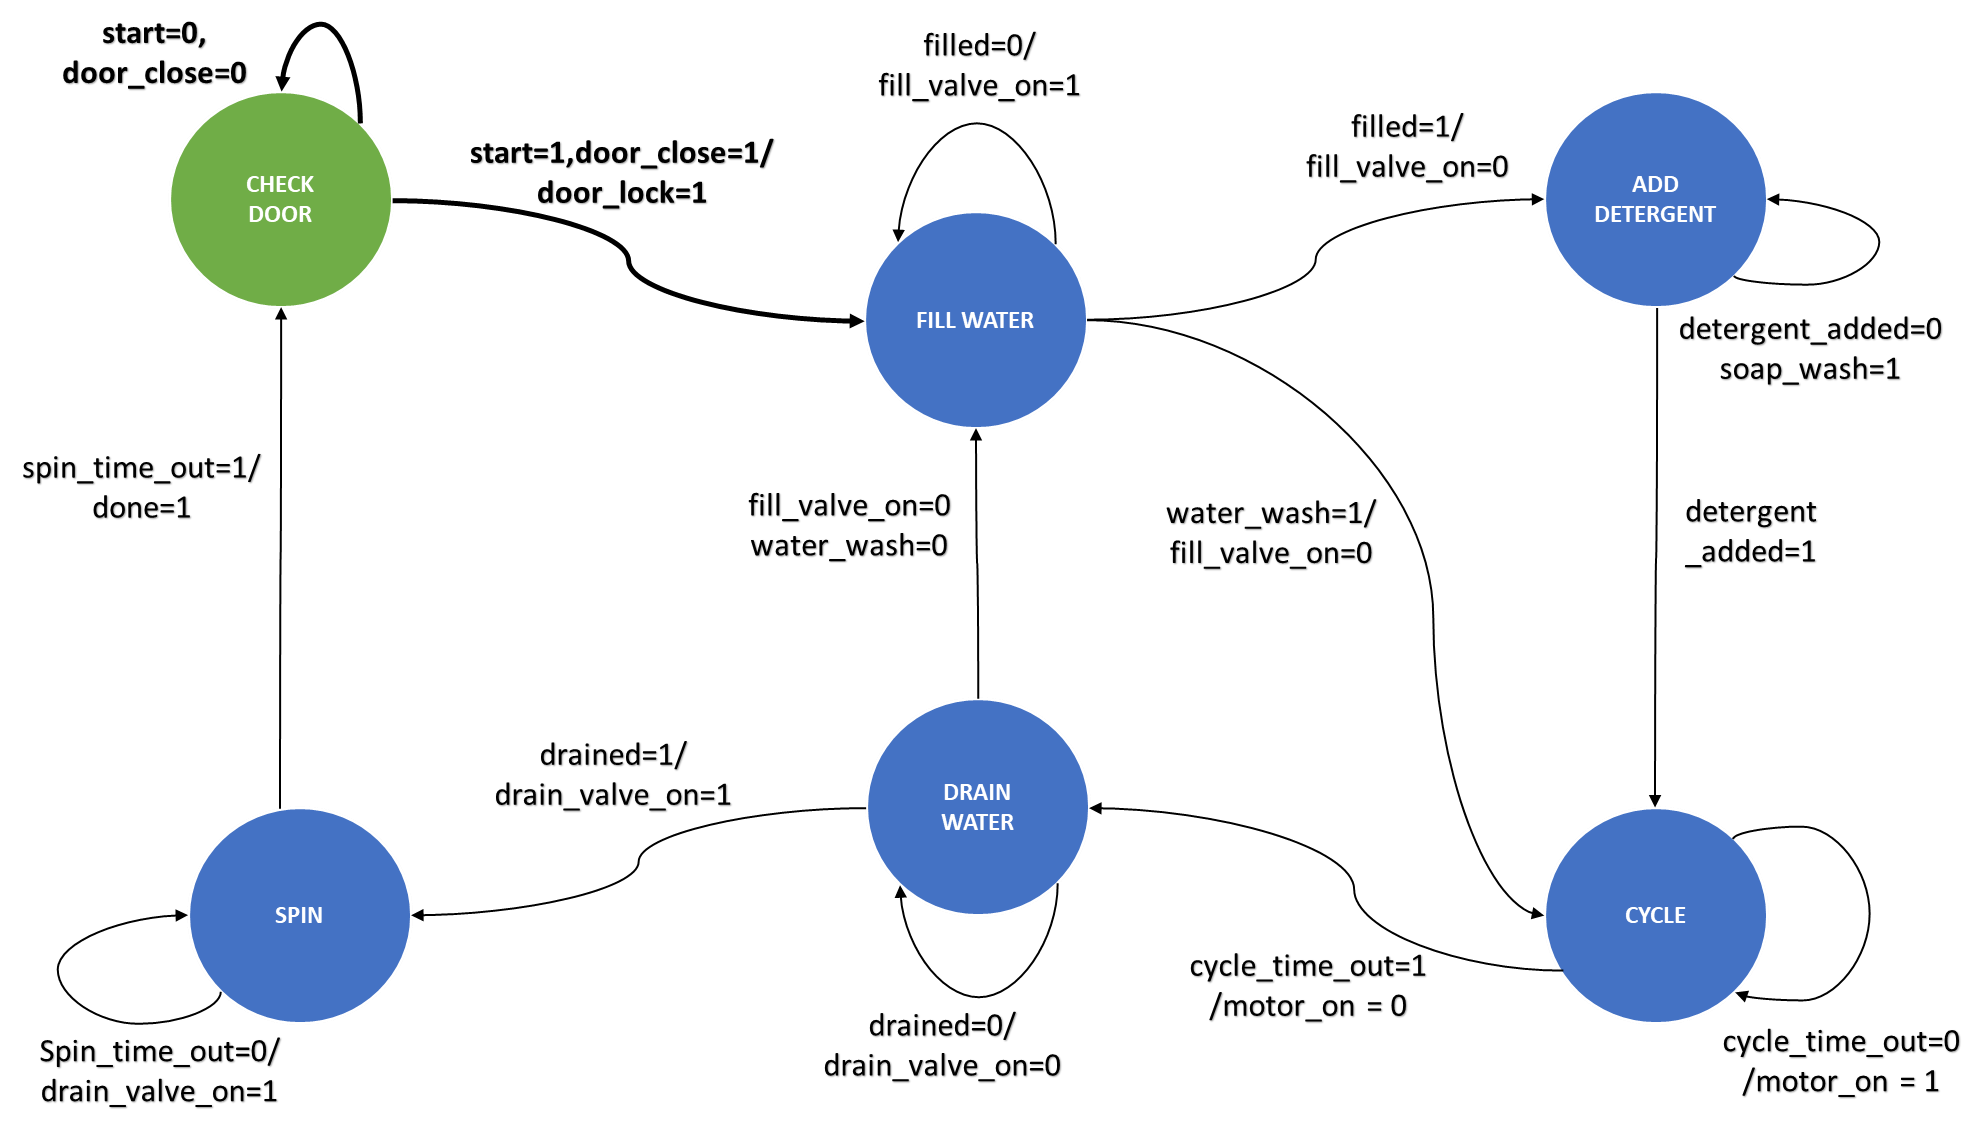 start=0,
door_close=0
filled=0/
fill_valve_on=1
filled=1/
fill_valve_on=0
start=1,door_close=1/
door_lock=1
CHECK
DOOR
ADD
DETERGENT
FILL WATER
detergent_added=0
soap_wash=1
spin_time_out=1/
done=1
fill_valve_on=0
water_wash=0
water_wash=1/
fill_valve_on=0
detergent
_added=1
drained=1/
drain_valve_on=1
DRAIN
WATER
SPIN
CYCLE
cycle_time_out=1
/motor_on = 0
drained=0/
drain_valve_on=0
Spin_time_out=0/
drain_valve_on=1
cycle_time_out=0
/motor_on = 1